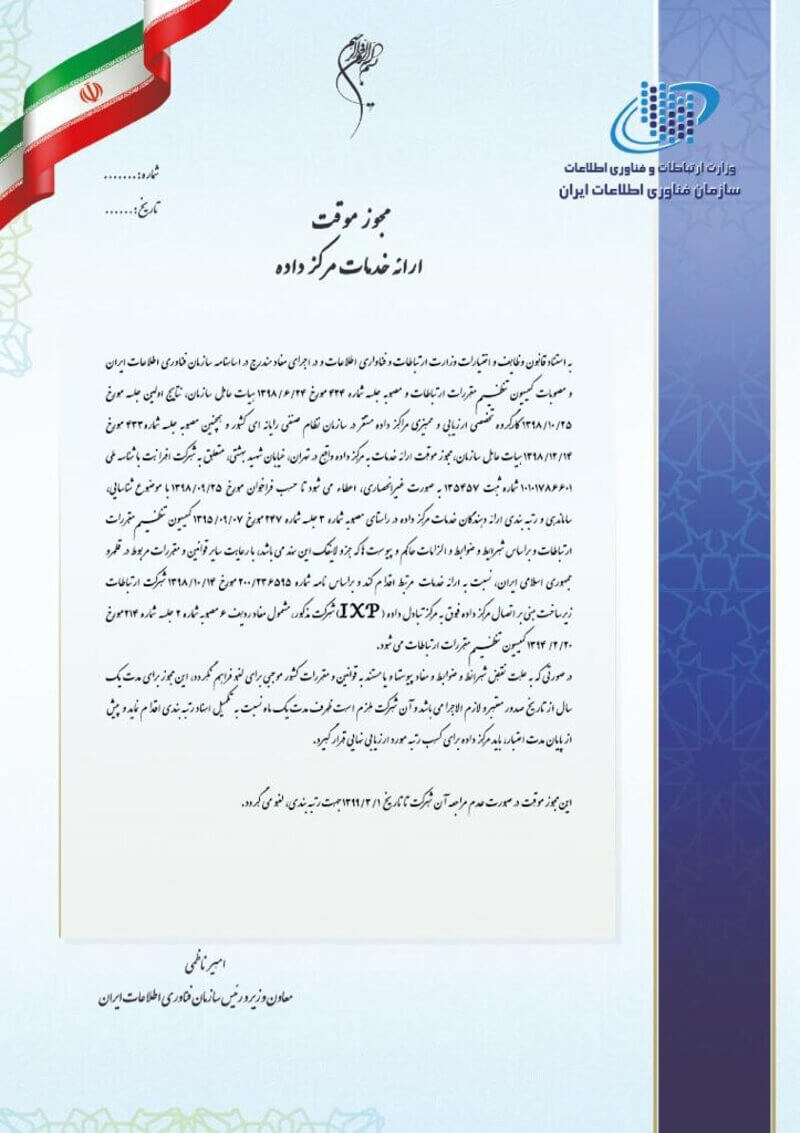 بسم الله الرحمن الرحیم
وزارت ارتباطات و فناوری اطلاعات
سازمان فناوری اطلاعات ایران
شماره:.......
تاریخ:......
مجوز موقت
ارائه خدمات مرکز داده
به استناد قانون وظایف و اختیارات وزارت ارتباطات و فناواری اطلاعات و در اجرای مفاد مندرج در اساسنامه سازمان فناوری اطلاعات ایران
و مصوبات کمیسیون تنظیم مقررات ارتباطات و مصوبه جلسه شماره ۴۲۴ مورخ ۱۳۹۸/۶/۲۴ هیات عامل سازمان، نتایج اولین جلسه مورخ
۱۳۹۸/۱۰/۲۵ کارگروه تخصصی ارزیابی و ممیزی مراکز داده مستقر در سازمان نظام صنفی رایانه ای کشور و همچنین مصوبه جلسه شماره ۴۳۳ مورخ
۱۳۹۸/۱۲/۱۴ هیات عامل سازمان، مجوز موقت ارائه خدمات به مرکز داده واقع در تهران، خیابان شهید بهشتی، متعلق به شرکت افرانت با شناسه ملی
۱۰۱۰۱۷۸۶۶۰۱ شماره ثبت ۱۳۵۴۵۷ به صورت غیرانحصاری، اعطاء می شود تا حسب فراخوان مورخ ۱۳۹۸/۰۹/۲۵ با موضوع شناسایی،
ساماندهی و رتبه بندی ارائه دهندگان خدمات مرکز داده در راستای مصوبه شماره ۳ جلسه شماره ۲۴۷ مورخ ۱۳۹۵/۰۹/۰۷ کمیسیون تنظیم مقررات
ارتباطات و براساس شرایط و ضوابط و الزامات حاکم و پیوست ها که جزو لاینفک این سند می باشد، با رعایت سایر قوانین و مقررات مربوط در قلمرو
جمهوری اسلامی ایران، نسبت به ارائه خدمات مرتبط اقدام کند و براساس نامه شماره ۲۰۰/۲۳۶۵۹۵ مورخ ۱۳۹۸/۱۰/۱۴ شرکت ارتباطات
زیرساخت مبنی بر اتصال مرکز داده فوق به مرکز تبادل داده (IXP) شرکت مذکور، مشمول مفاد ردیف ۶ مصوبه شماره ۲ جلسه شماره ۲۱۴ مورخ
۱۳۹۴/۲/۲۰ کمیسیون تنظیم مقررات ارتباطات می شود.
در صورتی که به علت نقض شرائط و ضوابط و مفاد پیوستها و یا مستند به قوانین و مقررات کشور موجبی برای لغو فراهم نگردد، این مجوز برای مدت یک
سال از تاریخ صدور معتبر و لازم الاجرا می باشد و آن شرکت ملزم است ظرف مدت یک ماه نسبت به تکمیل اسناد رتبه بندی اقدام نماید و پیش
از پایان مدت اعتبار، باید مرکز داده برای کسب رتبه مورد ارزیابی نهایی قرار گیرد.
این مجوز موقت در صورت عدم مراجعه آن شرکت تا تاریخ ۱۳۹۹/۳/۱ جهت رتبه بندی، لغو می گردد.
امیر ناظمی
معاون وزیر و رئیس سازمان فناوری اطلاعات ایران